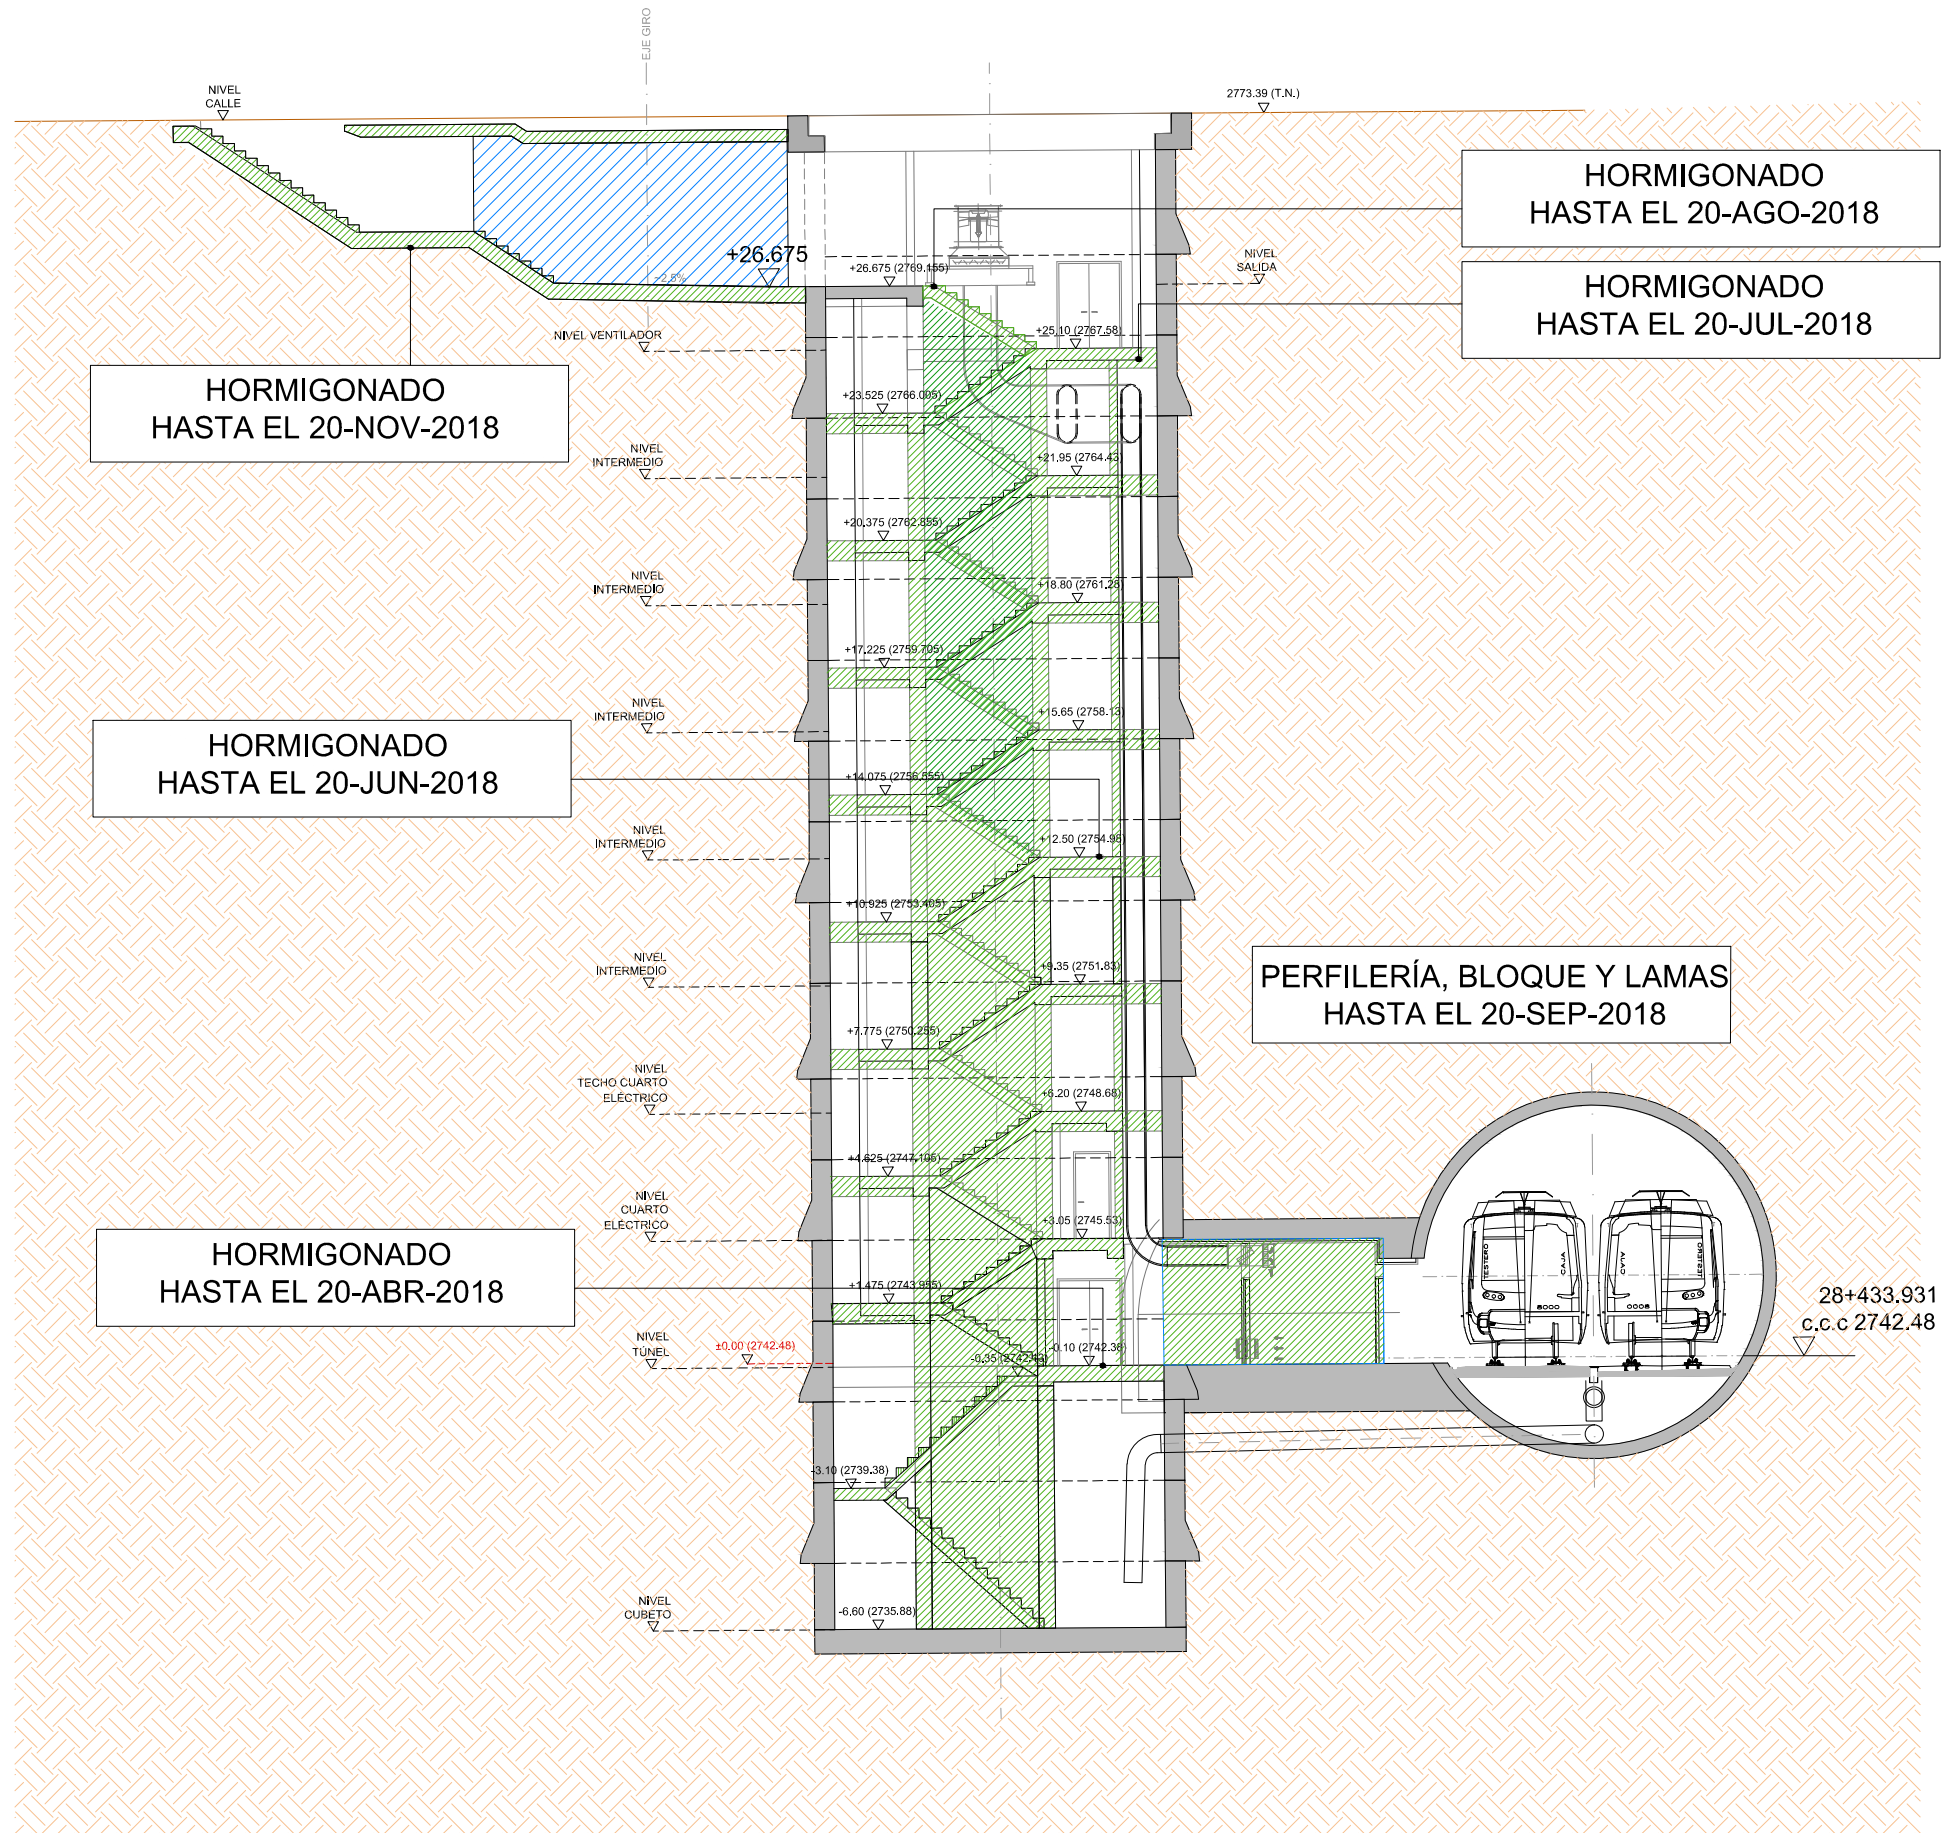 EJE GIRO
NIVEL
CALLE
2773.39 (T.N.)
HORMIGONADO
HASTA EL 20-AGO-2018
+26.675
~2,5%
+26.675 (2769.155)
NIVEL
SALIDA
HORMIGONADO
HASTA EL 20-JUL-2018
NIVEL VENTILADOR
+25.10 (2767.58)
HORMIGONADO
HASTA EL 20-NOV-2018
+23.525 (2766.005)
NIVEL
INTERMEDIO
+21.95 (2764.43)
+20.375 (2762.855)
NIVEL
INTERMEDIO
+18.80 (2761.28)
+17.225 (2759.705)
NIVEL
INTERMEDIO
+15.65 (2758.13)
HORMIGONADO
HASTA EL 20-JUN-2018
+14.075 (2756.555)
NIVEL
INTERMEDIO
+12.50 (2754.98)
+10.925 (2753.405)
NIVEL
INTERMEDIO
+9.35 (2751.83)
PERFILERÍA, BLOQUE Y LAMAS
HASTA EL 20-SEP-2018
+7.775 (2750.255)
NIVEL
TECHO CUARTO
ELÉCTRICO
+6.20 (2748.68)
+4.625 (2747.105)
NIVEL
CUARTO
ELÉCTRICO
+3.05 (2745.53)
HORMIGONADO
HASTA EL 20-ABR-2018
+1.475 (2743.955)
TESTERO
CAJA
CAJA
TESTERO
8000
8000
28+433.931
c.c.c 2742.48
NIVEL
TÚNEL
±0.00 (2742.48)
-0.35 (2742.13)
-0.10 (2742.38)
-3.10 (2739.38)
NIVEL
CUBETO
-6.60 (2735.88)